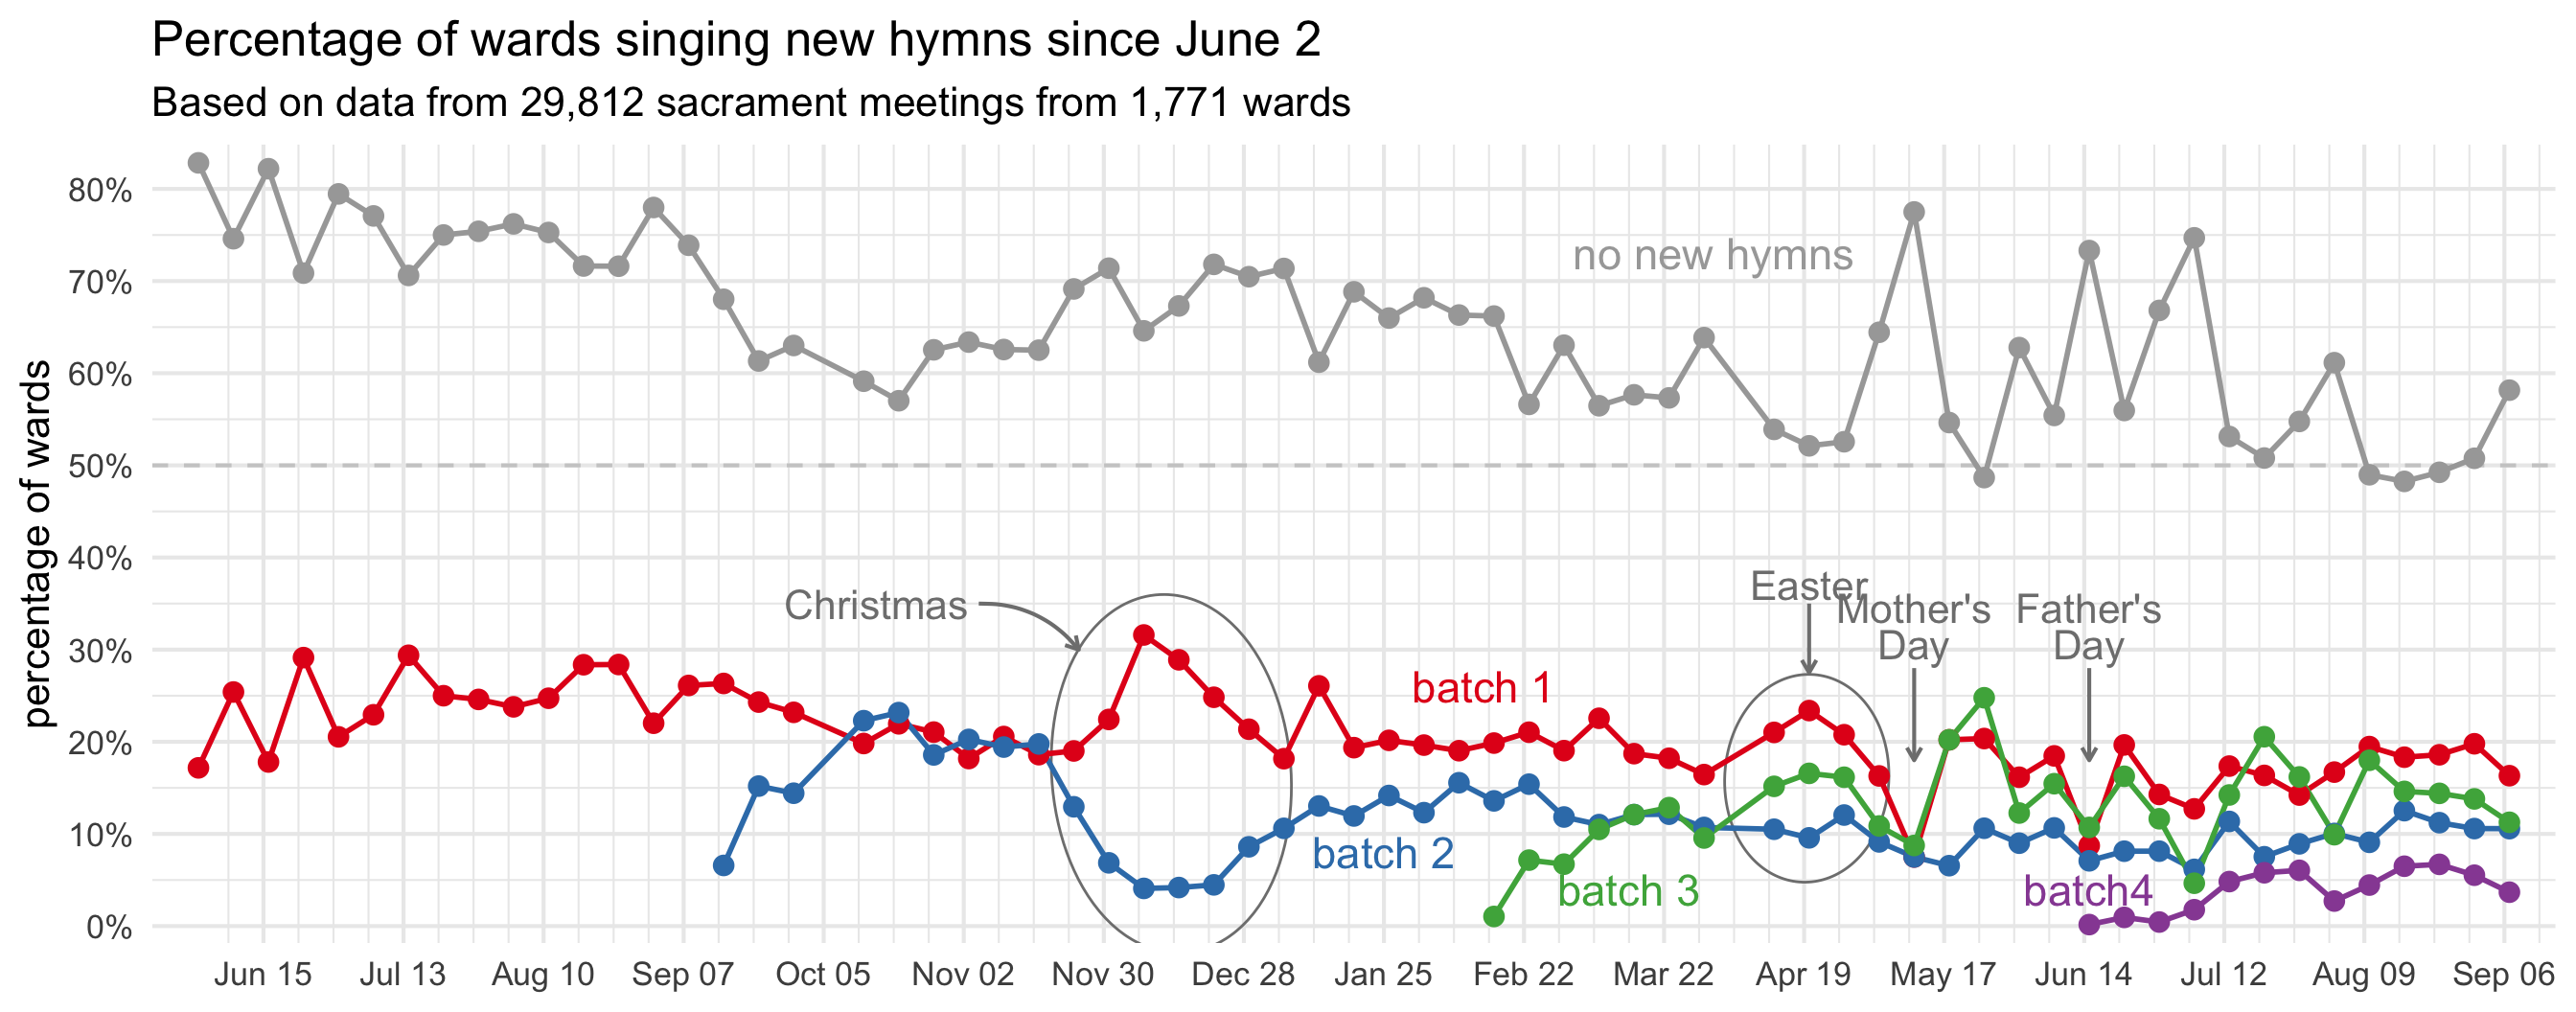 Percentage of wards singing new hymns since June 2
Based on data from 29,812 sacrament meetings from 1,771 wards
percentage of wards
80%
70%
60%
50%
40%
30%
20%
10%
0%
no new hymns
Christmas
Easter
Mother's
Day
Father's
Day
batch 1
batch 2
batch 3
batch4
Jun 15 Jul 13 Aug 10 Sep 07 Oct 05 Nov 02 Nov 30 Dec 28 Jan 25 Feb 22 Mar 22 Apr 19 May 17 Jun 14 Jul 12 Aug 09 Sep 06